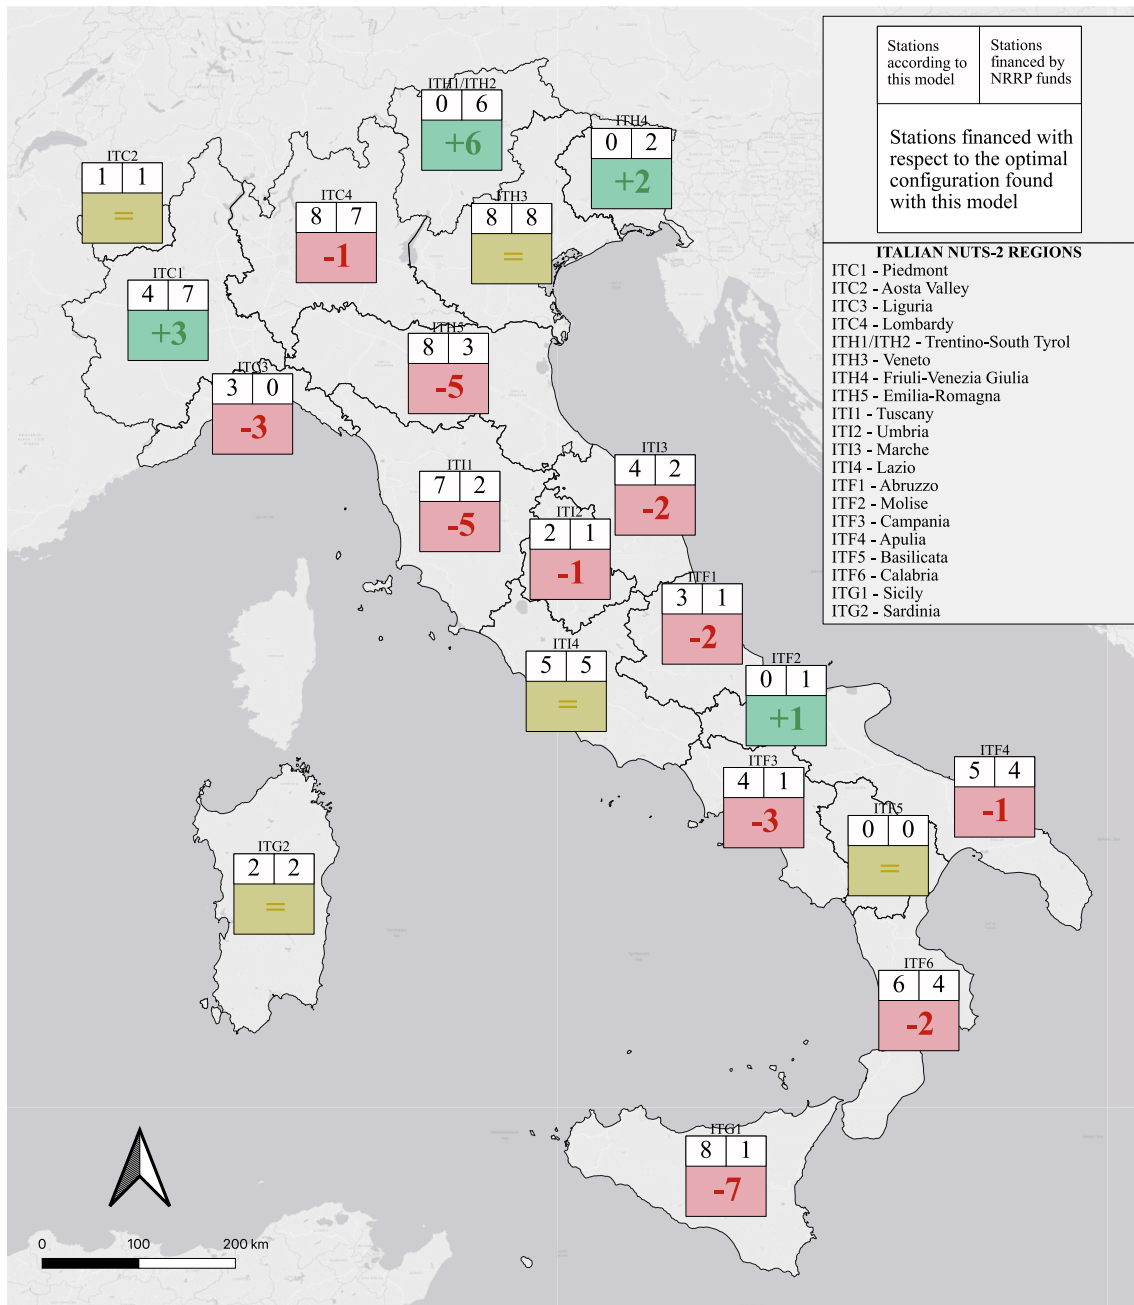 Stations
according to
this model
Stations
financed by
NRRP funds
Stations financed with
respect to the optimal
configuration found
with this model
ITALIAN NUTS-2 REGIONS
ITC1 - Piedmont
ITC2 - Aosta Valley
ITC3 - Liguria
ITC4 - Lombardy
ITH1/ITH2 - Trentino-South Tyrol
ITH3 - Veneto
ITH4 - Friuli-Venezia Giulia
ITH5 - Emilia-Romagna
ITI1 - Tuscany
ITI2 - Umbria
ITI3 - Marche
ITI4 - Lazio
ITF1 - Abruzzo
ITF2 - Molise
ITF3 - Campania
ITF4 - Apulia
ITF5 - Basilicata
ITF6 - Calabria
ITG1 - Sicily
ITG2 - Sardinia
ITH1/ITH2
0 6
+6
ITH4
0 2
+2
ITC2
1 1
=
ITC4
8 7
-1
ITH3
8 8
=
ITC1
4 7
+3
ITH5
8 3
-5
ITC3
3 0
-3
ITI1
7 2
-5
ITI3
4 2
-2
ITI2
2 1
-1
ITF1
3 1
-2
ITI4
5 5
=
ITF2
0 1
+1
ITF3
4 1
-3
ITF4
5 4
-1
ITF5
0 0
=
ITG2
2 2
=
ITF6
6 4
-2
ITG1
8 1
-7
0 100 200 km